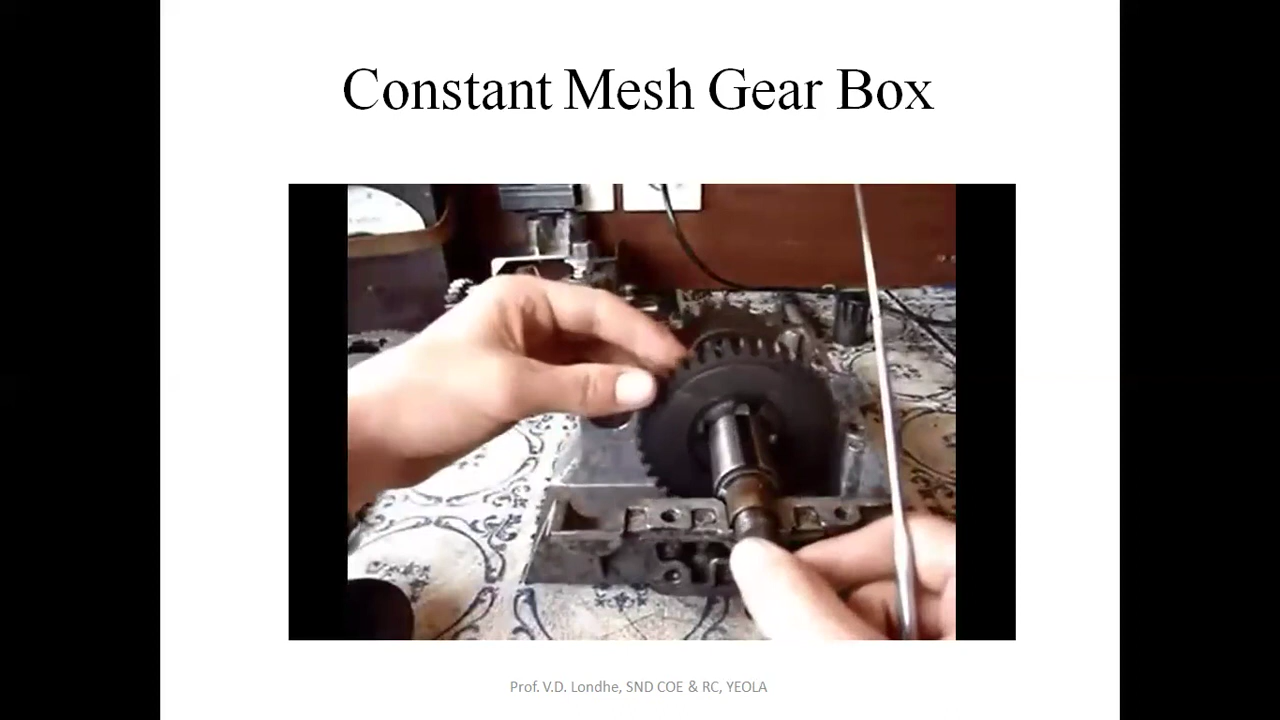 Constant Mesh Gear Box
Prof. V.D. Londhe, SND COE & RC, YEOLA